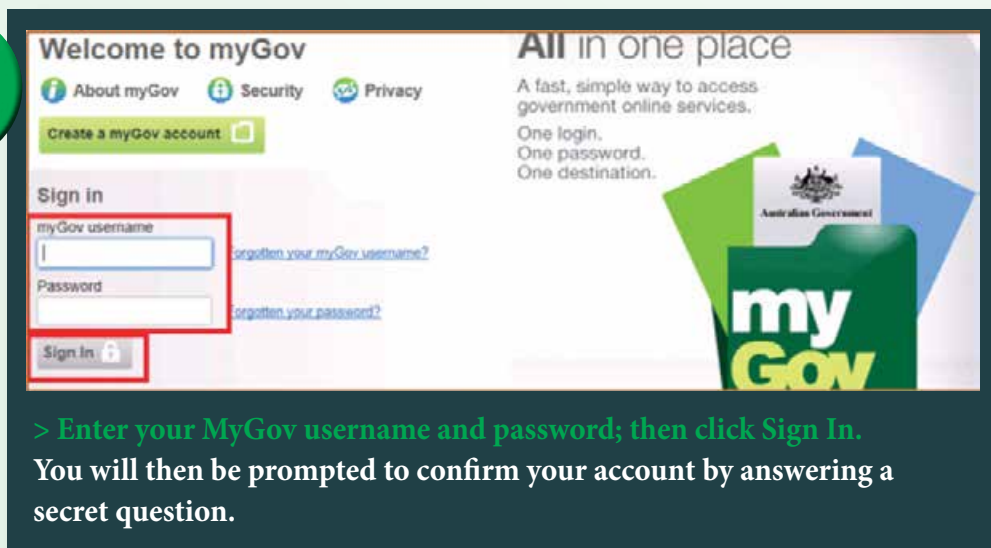 Welcome to myGov
About myGov Security Privacy
Create a myGov account
Sign in
myGov username
orgotten your myGov username?
Password
orgotten your password?
Sign In
All in one place
A fast, simple way to access
government online services.
One login.
One password.
One destination.
Australian Government
my
Gov
> Enter your MyGov username and password; then click Sign In.
You will then be prompted to confirm your account by answering a
secret question.